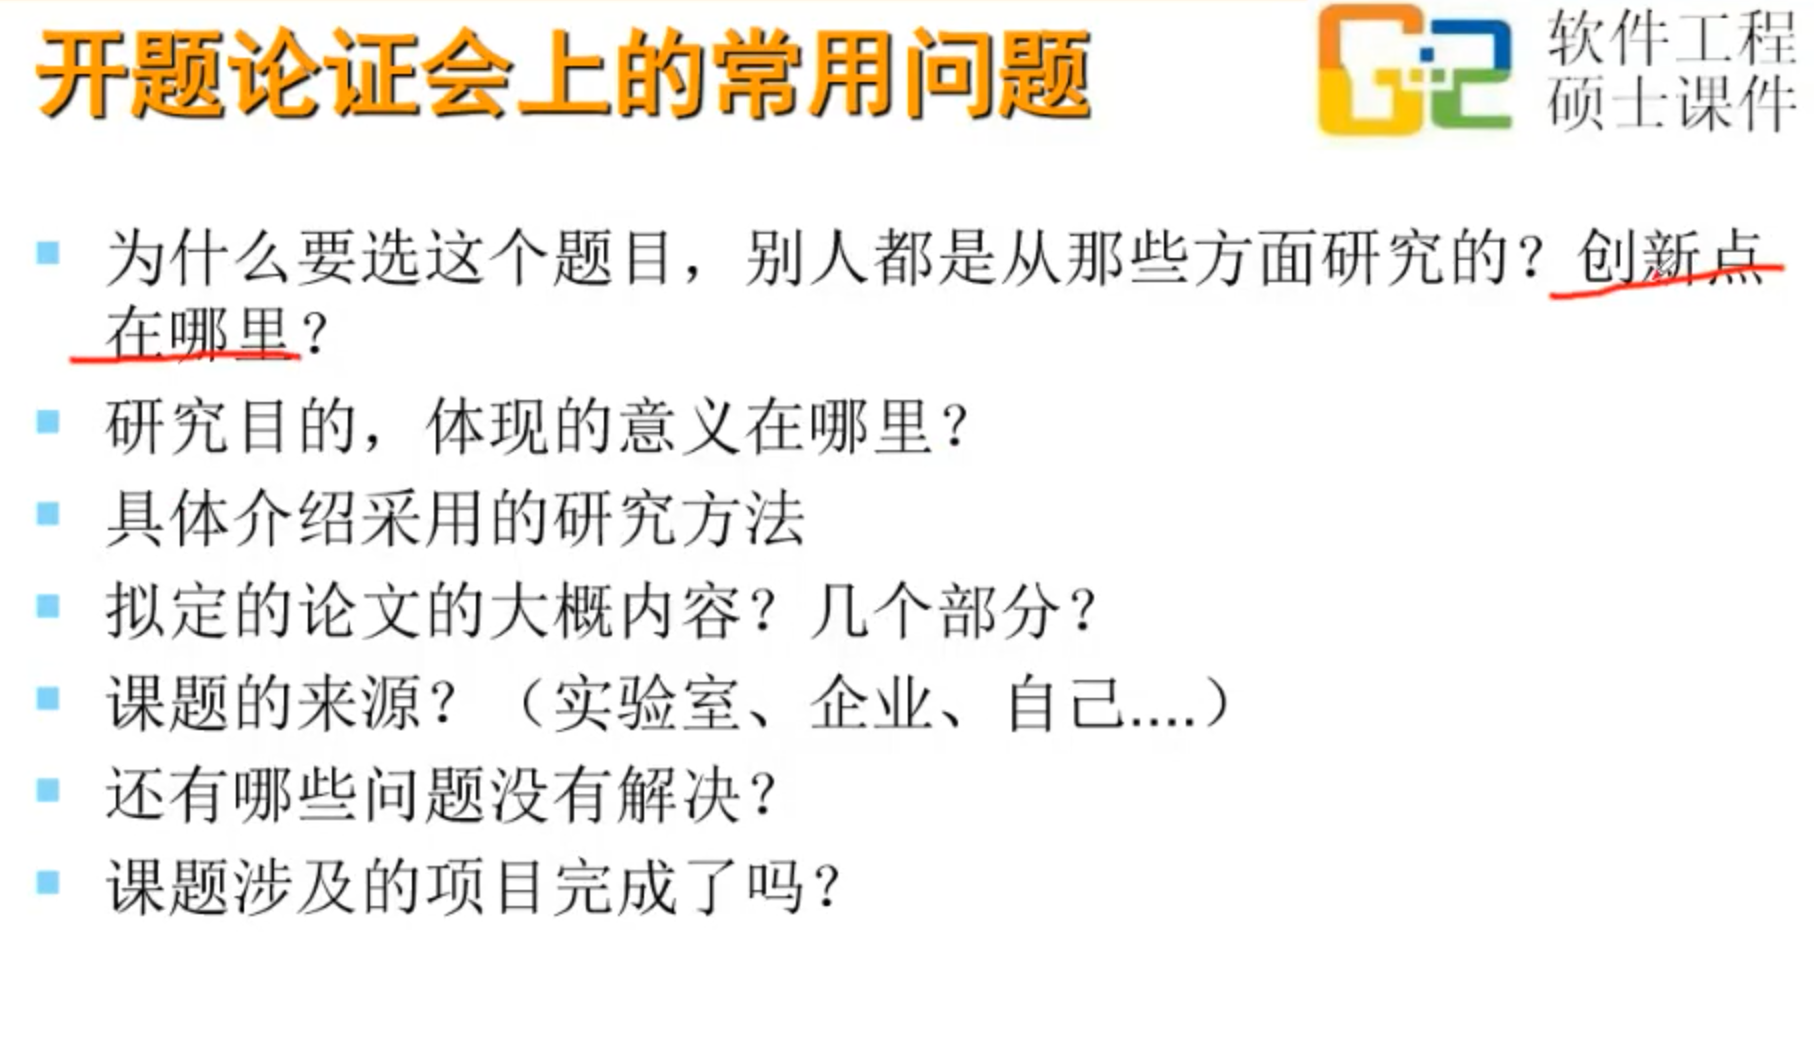 开题论证会上的常用问题
软件工程
硕士课件
为什么要选这个题目，别人都是从那些方面研究的？创新点
在哪里？
研究目的，体现的意义在哪里？
具体介绍采用的研究方法
拟定的论文的大概内容？几个部分？
课题的来源？（实验室、企业、自己....）
还有哪些问题没有解决？
课题涉及的项目完成了吗？